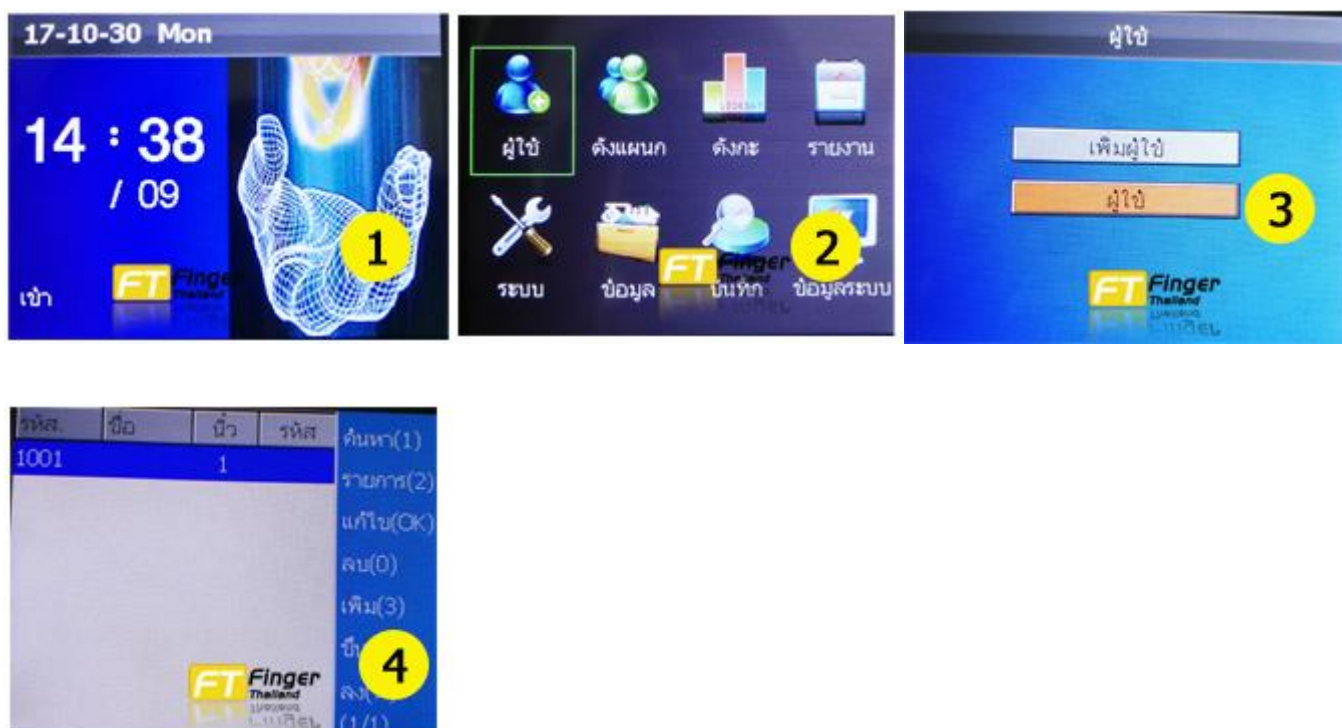 17-10-30 Mon
14 : 38
/ 09
เข้า
FT Finger
Thailand
1
ผู้ใช้
ตั้งแผนก
ตั้งกะ
รายงาน
ระบบ
ข้อมูล
บันทึก
ข้อมูลระบบ
FT Finger
Thailand
2
ผู้ใช้
เพิ่มผู้ใช้
ผู้ใช้
3
FT Finger
Thailand
รหัส. ชื่อ นิ้ว รหัส
1001 1
ค้นหา(1)
รายการ(2)
แก้ไข(OK)
ลบ(0)
เพิ่ม(3)
4
FT Finger
Thailand
(1/1)